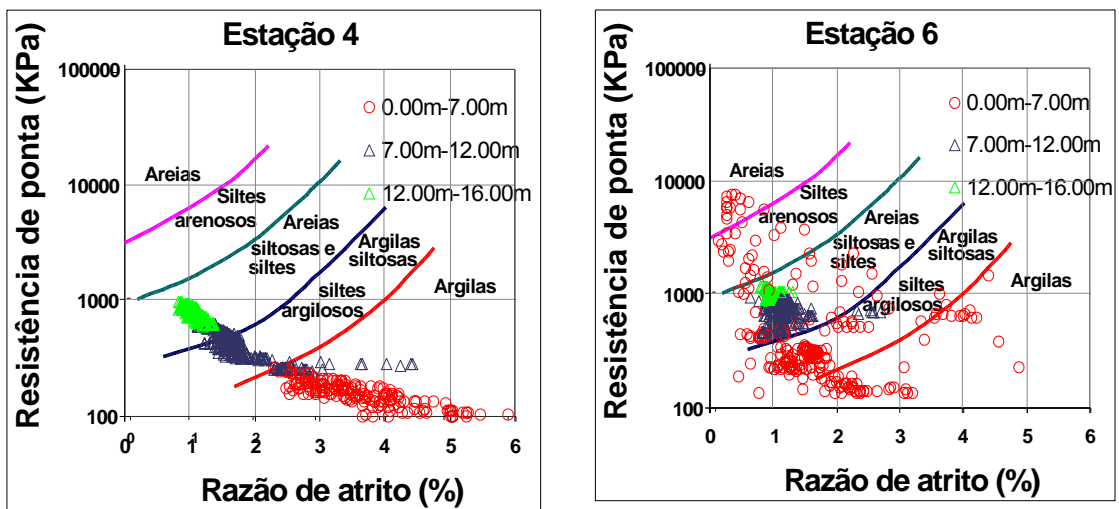 Estação 4
Resistência de ponta (KPa)
100000
10000
1000
100
0.00m-7.00m
7.00m-12.00m
12.00m-16.00m
Areias
Siltes
arenosos
Areias
siltosas e
siltes
Argilas
siltosas
siltes
argilosos
Argilas
0 0 1 2 3 4 5 6
Razão de atrito (%)
Estação 6
Resistência de ponta (KPa)
100000
10000
1000
100
0.00m-7.00m
7.00m-12.00m
12.00m-16.00m
Areias
Siltes
arenosos
Areias
siltosas e
siltes
Argilas
siltosas
siltes
argilosos
Argilas
0 1 2 3 4 5 6
Razão de atrito (%)